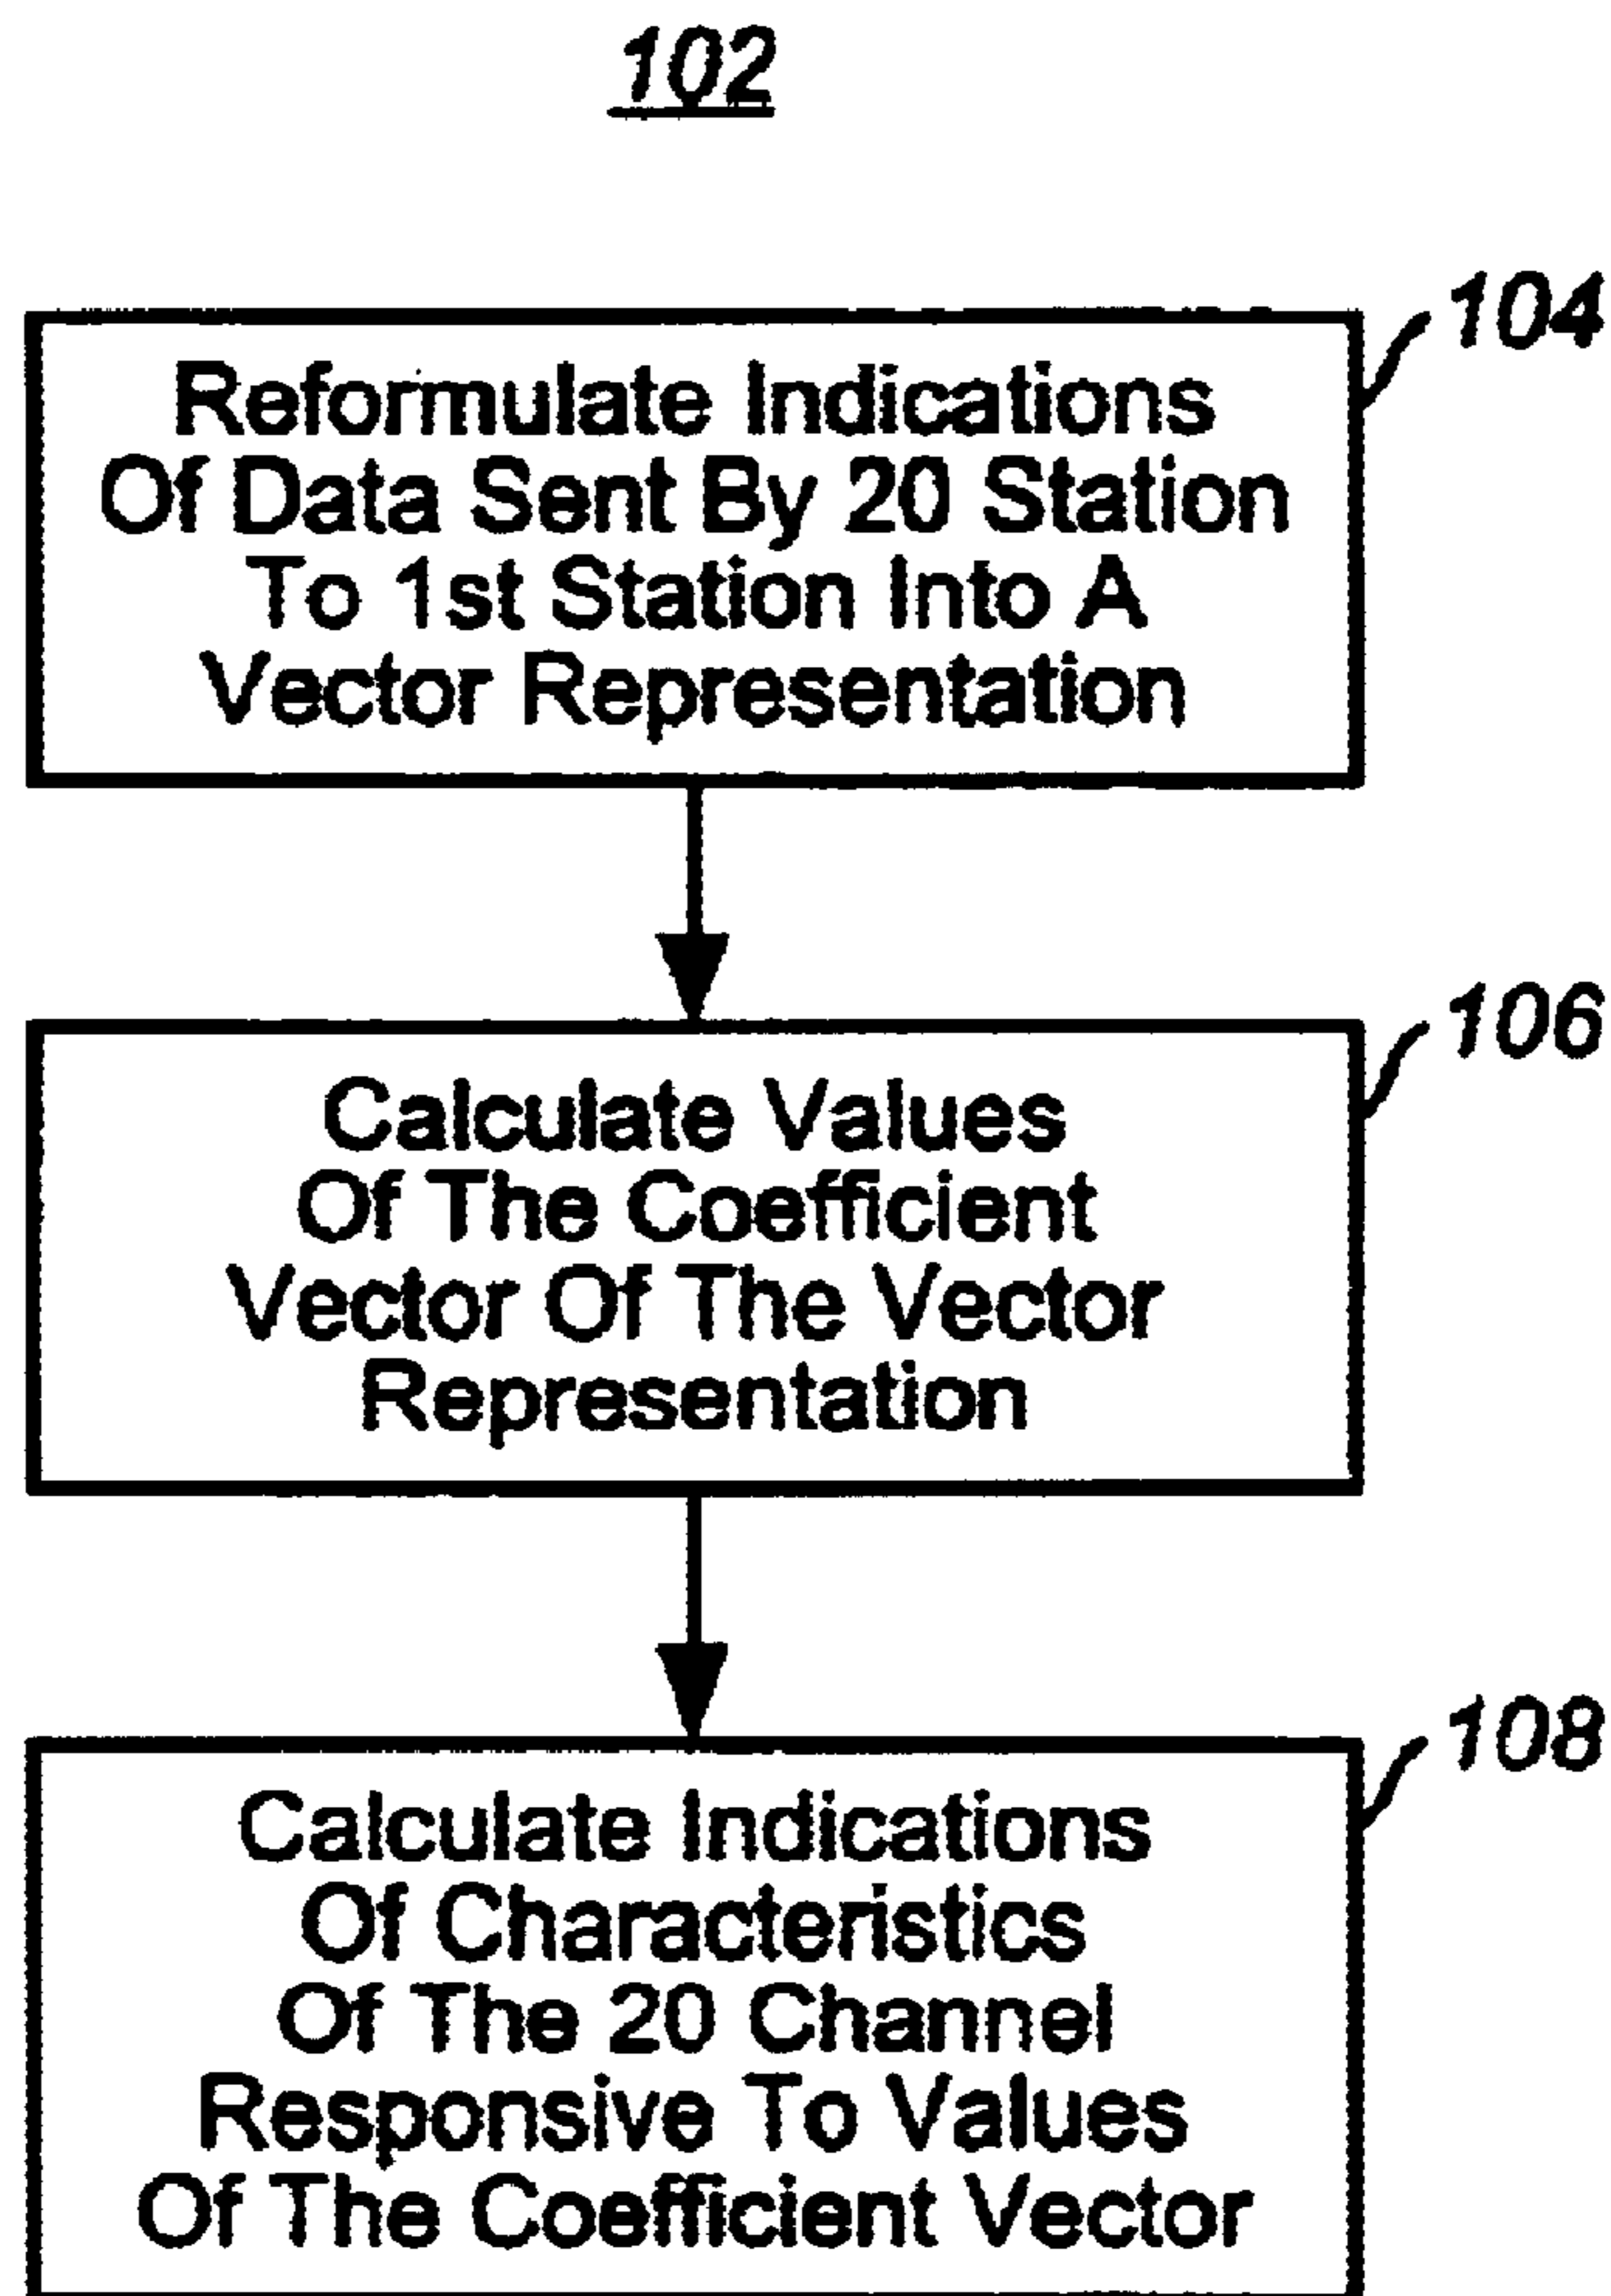 102
104
Reformulate Indications
Of Data Sent By 20 Station
To 1st Station Into A
Vector Representation
106
Calculate Values
Of The Coefficient
Vector Of The Vector
Representation
108
Calculate Indications
Of Characteristics
Of The 20 Channel
Responsive To Values
Of The Coefficient Vector